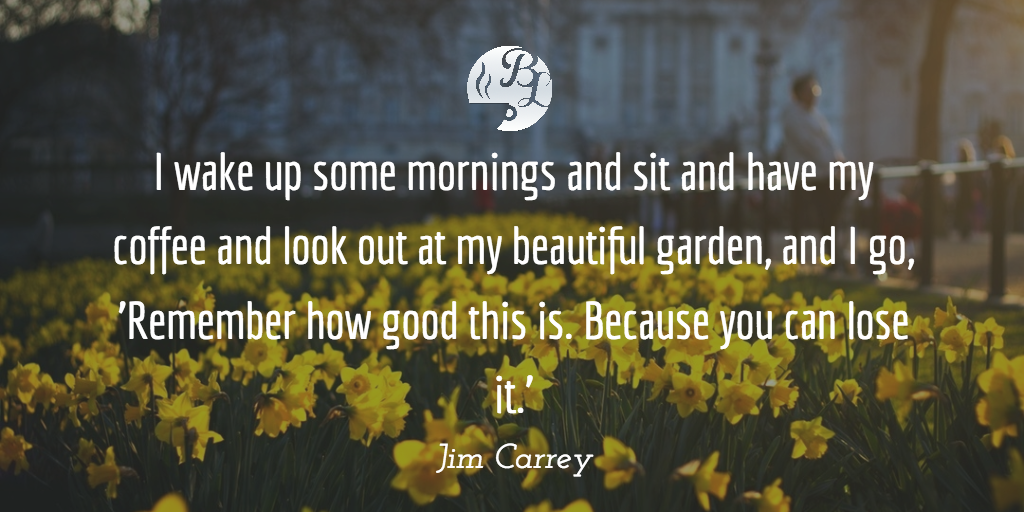 BL
I wake up some mornings and sit and have my
coffee and look out at my beautiful garden, and I go,
'Remember how good this is. Because you can lose
it.'
Jim Carrey